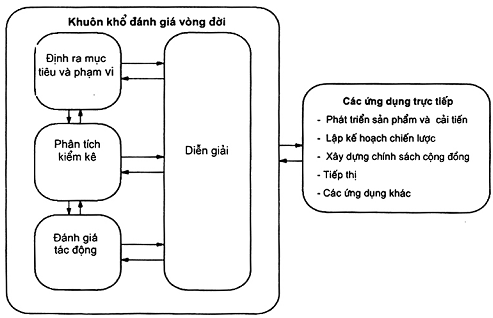 Khuôn khổ đánh giá vòng đời
Định ra mục
tiêu và phạm vi
Phân tích
kiểm kê
Đánh giá
tác động
Diễn giải
Các ứng dụng trực tiếp
- Phát triển sản phẩm và cải tiến
- Lập kế hoạch chiến lược
- Xây dựng chính sách cộng đồng
- Tiếp thị
- Các ứng dụng khác